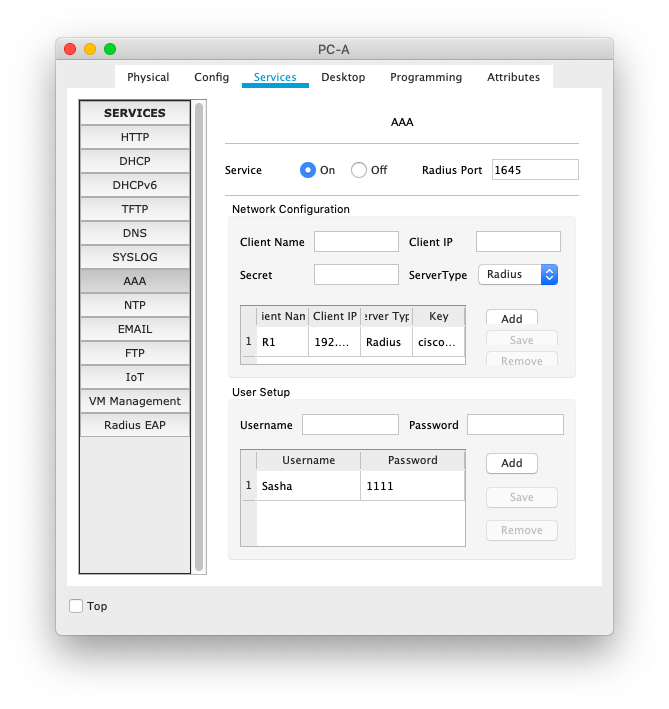 PC-A
Physical Config Services Desktop Programming Attributes
SERVICES
HTTP
DHCP
DHCPv6
TFTP
DNS
SYSLOG
AAA
NTP
EMAIL
FTP
IoT
VM Management
Radius EAP
AAA
Service On Off Radius Port 1645
Network Configuration
Client Name Client IP
Secret ServerType Radius
ient Nan Client IP erver Typ Key
1 R1 192.... Radius cisco...
Add
Save
Remove
User Setup
Username Password
Username Password
1 Sasha 1111
Add
Save
Remove
Top